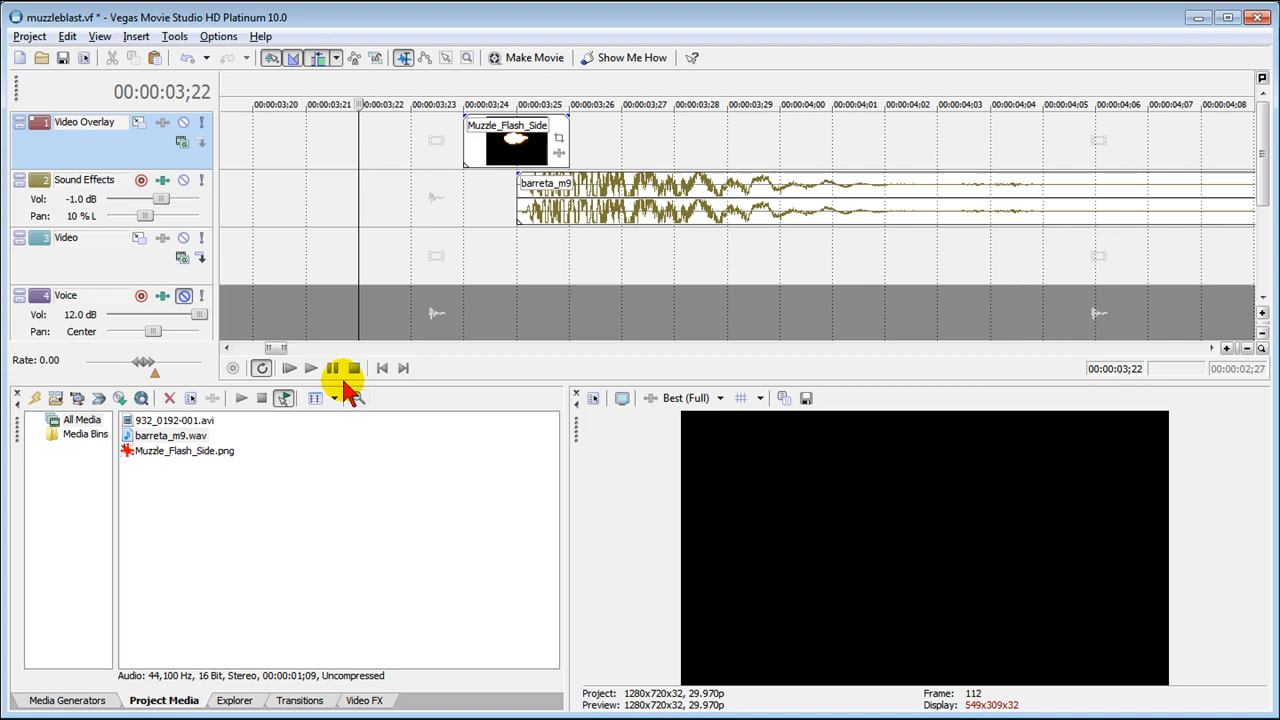 muzzleblast.vf * - Vegas Movie Studio HD Platinum 10.0
Project Edit View Insert Tools Options Help
Make Movie Show Me How
00:00:03;22
00:00:03;20 00:00:03;21 00:00:03;22 00:00:03;23 00:00:03;24 00:00:03;25 00:00:03;26 00:00:03;27 00:00:03;28 00:00:03;29 00:00:04;00 00:00:04;01 00:00:04;02 00:00:04;03 00:00:04;04 00:00:04;05 00:00:04;06 00:00:04;07 00:00:04;08
1 Video Overlay
Muzzle_Flash_Side
2 Sound Effects
barreta_m9
Vol: -1.0 dB
Pan: 10 % L
3 Video
4 Voice
Vol: 12.0 dB
Pan: Center
Rate: 0.00
00:00:03;22 00:00:02;27
Best (Full)
All Media
Media Bins
932_0192-001.avi
barreta_m9.wav
Muzzle_Flash_Side.png
Audio: 44,100 Hz, 16 Bit, Stereo, 00:00:01;09, Uncompressed
Media Generators Project Media Explorer Transitions Video FX
Project: 1280x720x32, 29.970p Frame: 112
Preview: 1280x720x32, 29.970p Display: 549x309x32